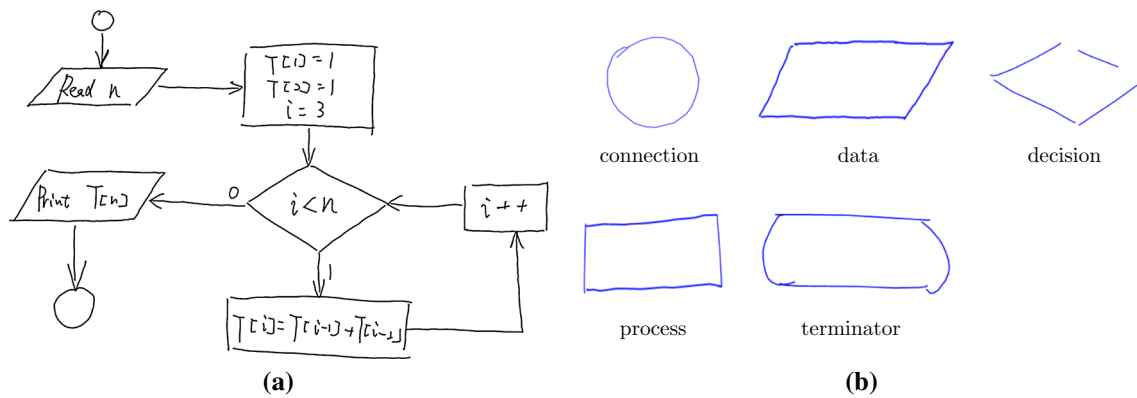 Read n
T[1]=1
T[2]=1
i=3
Print T[n]
0
i<n
i++
1
T[i]=T[i-1]+T[i-2]
(a)
connection
data
decision
process
terminator
(b)